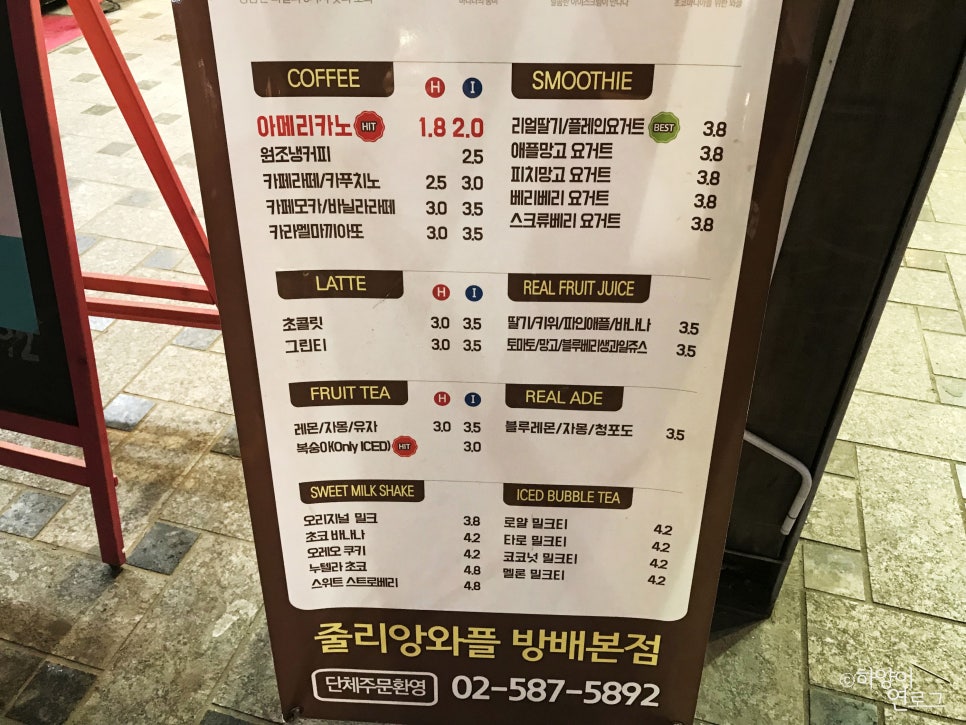 COFFEE H I
아메리카노 HIT 1.8 2.0
원조냉커피 2.5
카페라떼/카푸치노 2.5 3.0
카페모카/바닐라라떼 3.0 3.5
카라멜마끼아또 3.0 3.5
SMOOTHIE
리얼딸기/플레인요거트 BEST 3.8
애플망고 요거트 3.8
피치망고 요거트 3.8
베리베리 요거트 3.8
스크류베리 요거트 3.8
LATTE H I
초콜릿 3.0 3.5
그린티 3.0 3.5
REAL FRUIT JUICE
딸기/키위/파인애플/바나나 3.5
토마토/망고/블루베리생과일쥬스 3.5
FRUIT TEA H I
레몬/자몽/유자 3.0 3.5
복숭아(Only ICED) HIT 3.0
REAL ADE
블루레몬/자몽/청포도 3.5
SWEET MILK SHAKE
오리지널 밀크 3.8
초코 바나나 4.2
오레오 쿠키 4.2
누텔라 초코 4.8
스위트 스트로베리 4.8
ICED BUBBLE TEA
로얄 밀크티 4.2
타로 밀크티 4.2
코코넛 밀크티 4.2
멜론 밀크티 4.2
줄리앙와플 방배본점
단체주문환영 02-587-5892